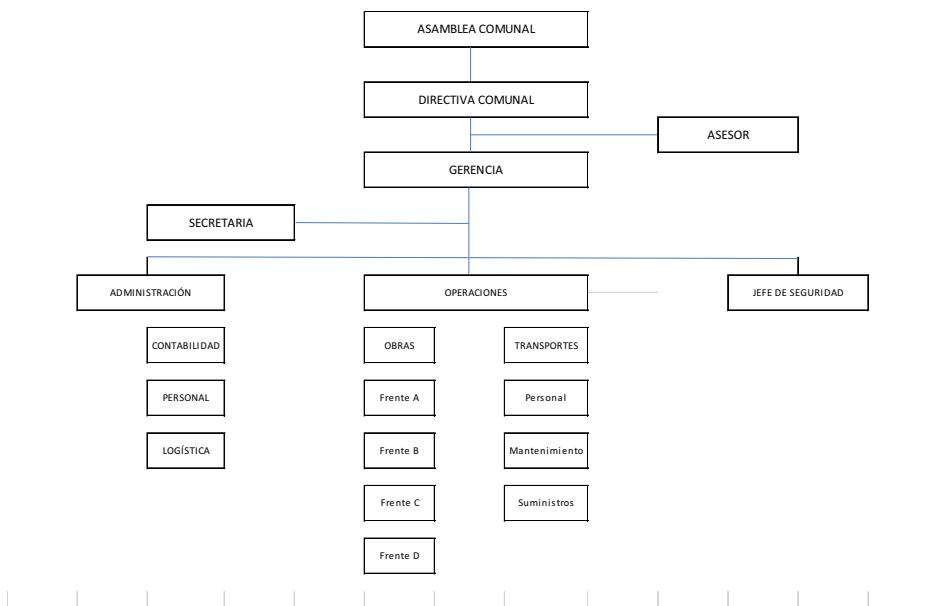 ASAMBLEA COMUNAL
DIRECTIVA COMUNAL
ASESOR
GERENCIA
SECRETARIA
ADMINISTRACIÓN
OPERACIONES
JEFE DE SEGURIDAD
CONTABILIDAD
OBRAS
TRANSPORTES
PERSONAL
Frente A
Personal
LOGÍSTICA
Frente B
Mantenimiento
Frente C
Suministros
Frente D